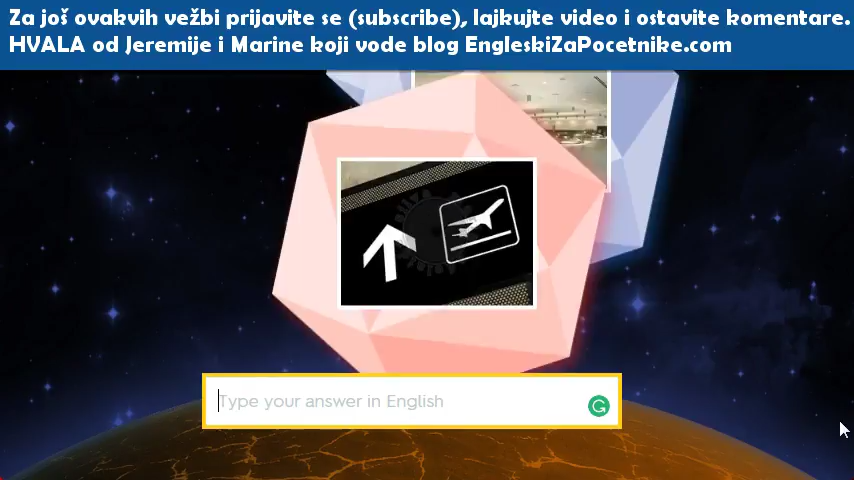 Za još ovakvih vežbi prijavite se (subscribe), lajkujte video i ostavite komentare.
HVALA od Jeremije i Marine koji vode blog EngleskiZaPocetnike.com
Type your answer in English